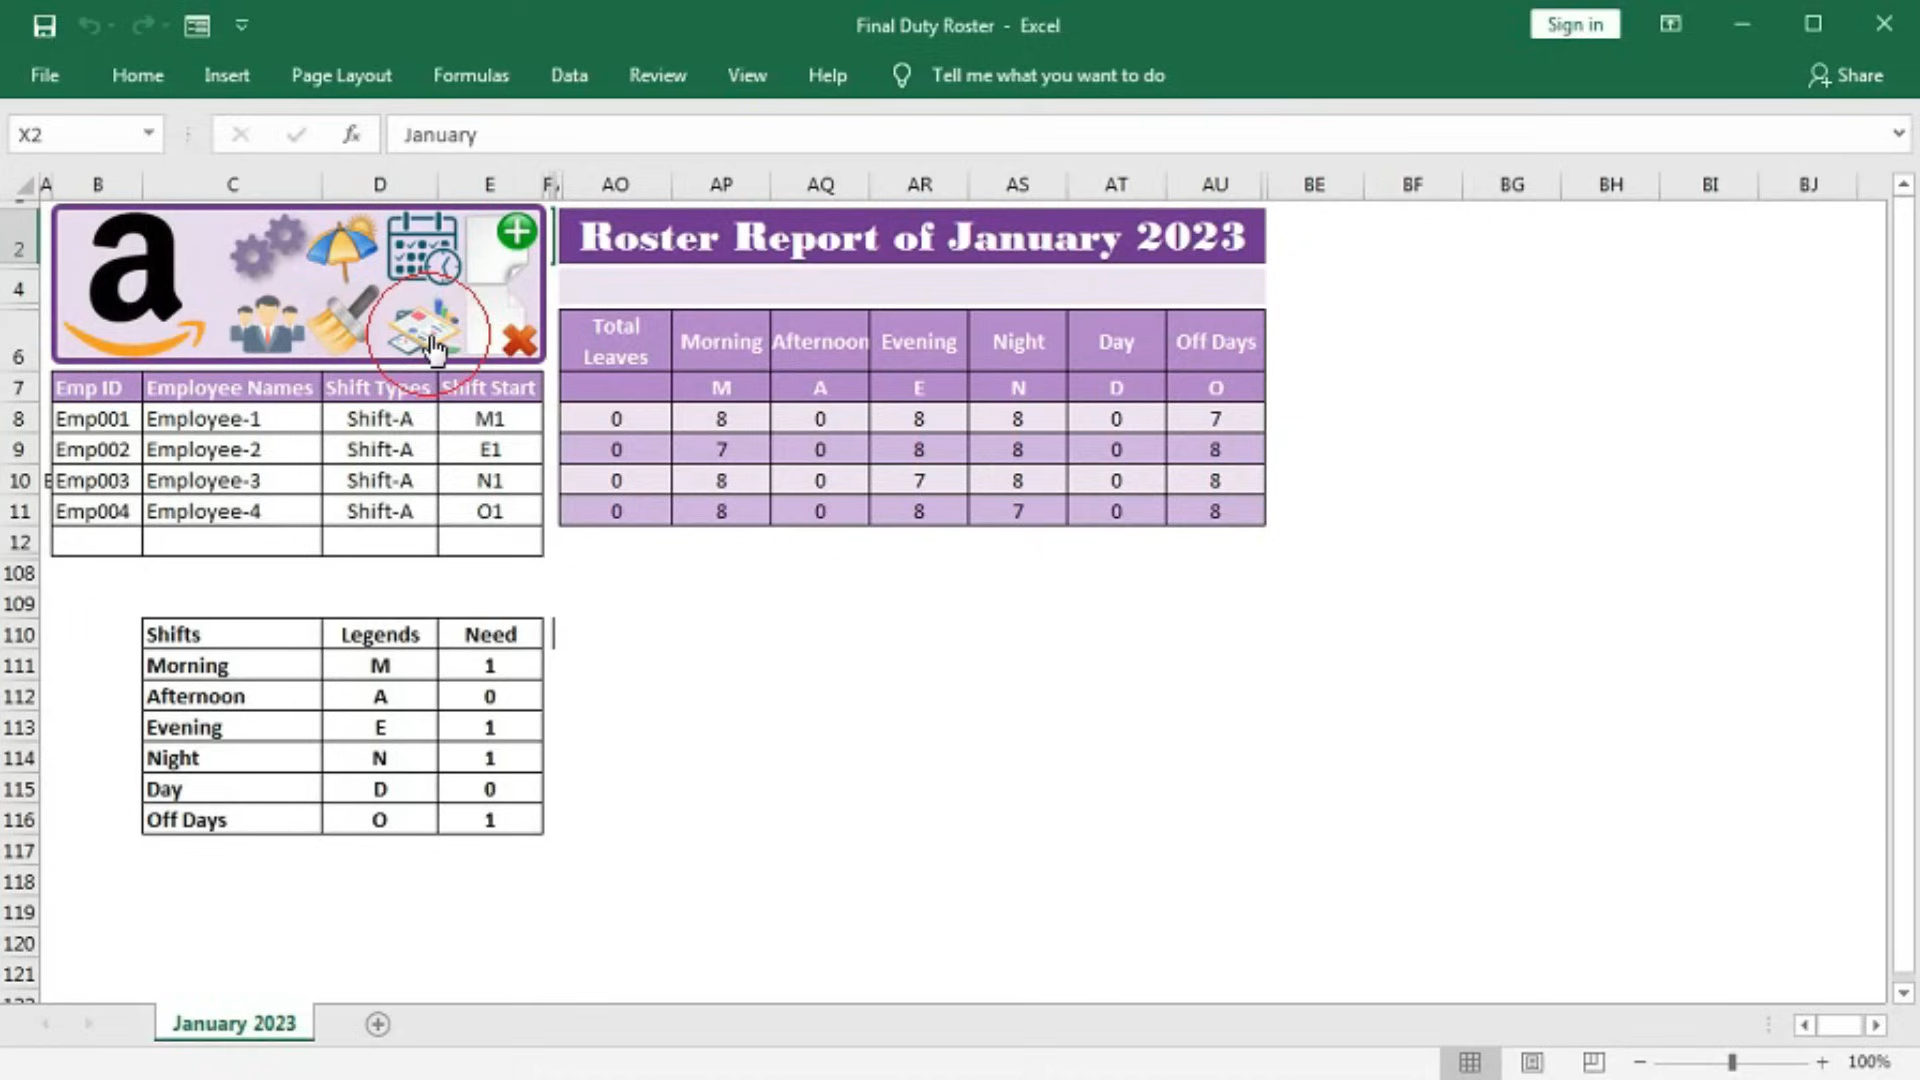 Final Duty Roster - Excel
Sign in
File Home Insert Page Layout Formulas Data Review View Help Tell me what you want to do Share
X2 fx January
A B C D E F AO AP AQ AR AS AT AU BE BF BG BH BI BJ
2 a Roster Report of January 2023
4
6 Total Leaves Morning Afternoon Evening Night Day Off Days
7 Emp ID Employee Names Shift Types Shift Start M A E N D O
8 Emp001 Employee-1 Shift-A M1 0 8 0 8 8 0 7
9 Emp002 Employee-2 Shift-A E1 0 7 0 8 8 0 8
10 E Emp003 Employee-3 Shift-A N1 0 8 0 7 8 0 8
11 Emp004 Employee-4 Shift-A O1 0 8 0 8 7 0 8
12
108
109
110 Shifts Legends Need
111 Morning M 1
112 Afternoon A 0
113 Evening E 1
114 Night N 1
115 Day D 0
116 Off Days O 1
117
118
119
120
121
January 2023
100%